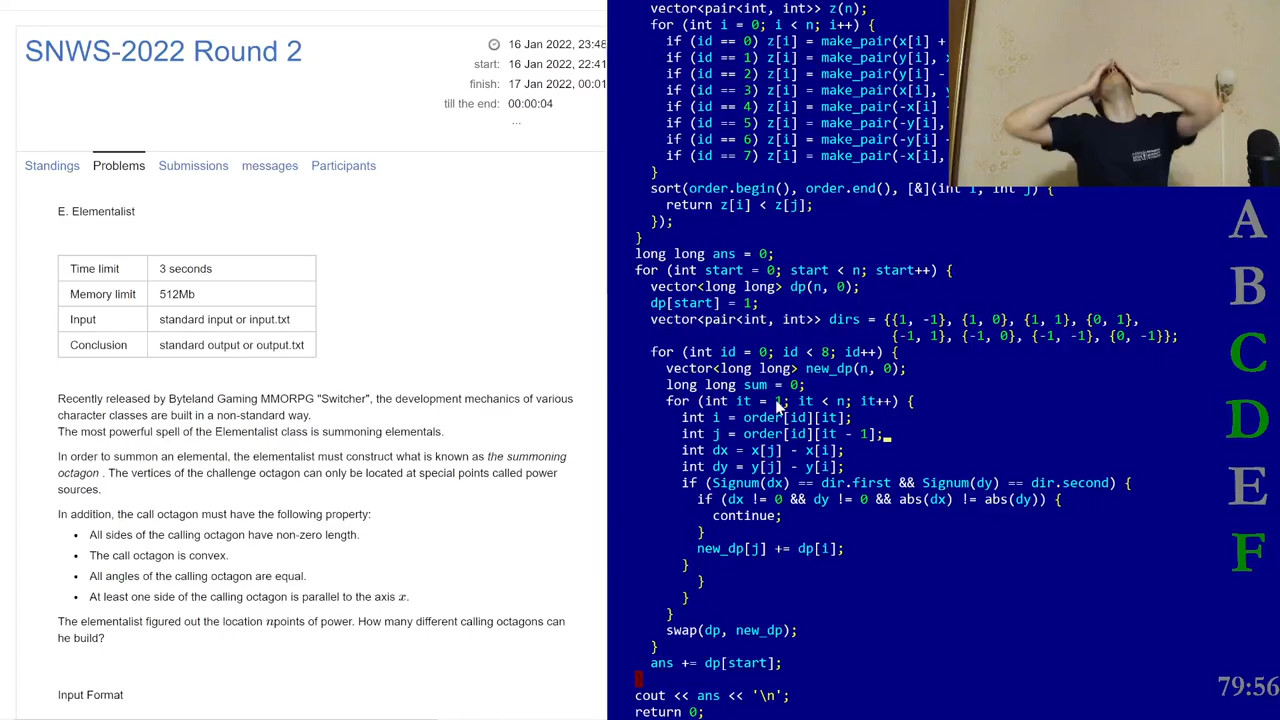 SNWS-2022 Round 2
16 Jan 2022, 23:48
start: 16 Jan 2022, 22:41
finish: 17 Jan 2022, 00:01
till the end: 00:00:04
...
Standings Problems Submissions messages Participants
E. Elementalist
Time limit 3 seconds
Memory limit 512Mb
Input standard input or input.txt
Conclusion standard output or output.txt
Recently released by Byteland Gaming MMORPG "Switcher", the development mechanics of various
character classes are built in a non-standard way.
The most powerful spell of the Elementalist class is summoning elementals.
In order to summon an elemental, the elementalist must construct what is known as the summoning
octagon . The vertices of the challenge octagon can only be located at special points called power
sources.
In addition, the call octagon must have the following property:
All sides of the calling octagon have non-zero length.
The call octagon is convex.
All angles of the calling octagon are equal.
At least one side of the calling octagon is parallel to the axis x.
The elementalist figured out the location npoints of power. How many different calling octagons can
he build?
Input Format
vector<pair<int, int>> z(n);
for (int i = 0; i < n; i++) {
if (id == 0) z[i] = make_pair(x[i] +
if (id == 1) z[i] = make_pair(y[i],
if (id == 2) z[i] = make_pair(y[i] -
if (id == 3) z[i] = make_pair(x[i],
if (id == 4) z[i] = make_pair(-x[i]
if (id == 5) z[i] = make_pair(-y[i],
if (id == 6) z[i] = make_pair(-y[i]
if (id == 7) z[i] = make_pair(-x[i],
}
sort(order.begin(), order.end(), [&](int i, int j) {
return z[i] < z[j];
});
}
long long ans = 0;
for (int start = 0; start < n; start++) {
vector<long long> dp(n, 0);
dp[start] = 1;
vector<pair<int, int>> dirs = {{1, -1}, {1, 0}, {1, 1}, {0, 1},
{-1, 1}, {-1, 0}, {-1, -1}, {0, -1}};
for (int id = 0; id < 8; id++) {
vector<long long> new_dp(n, 0);
long long sum = 0;
for (int it = 1; it < n; it++) {
int i = order[id][it];
int j = order[id][it - 1];
int dx = x[j] - x[i];
int dy = y[j] - y[i];
if (Signum(dx) == dir.first && Signum(dy) == dir.second) {
if (dx != 0 && dy != 0 && abs(dx) != abs(dy)) {
continue;
}
new_dp[j] += dp[i];
}
}
}
}
swap(dp, new_dp);
}
ans += dp[start];
}
cout << ans << '\n';
return 0;
A
B
C
D
E
F
79:56